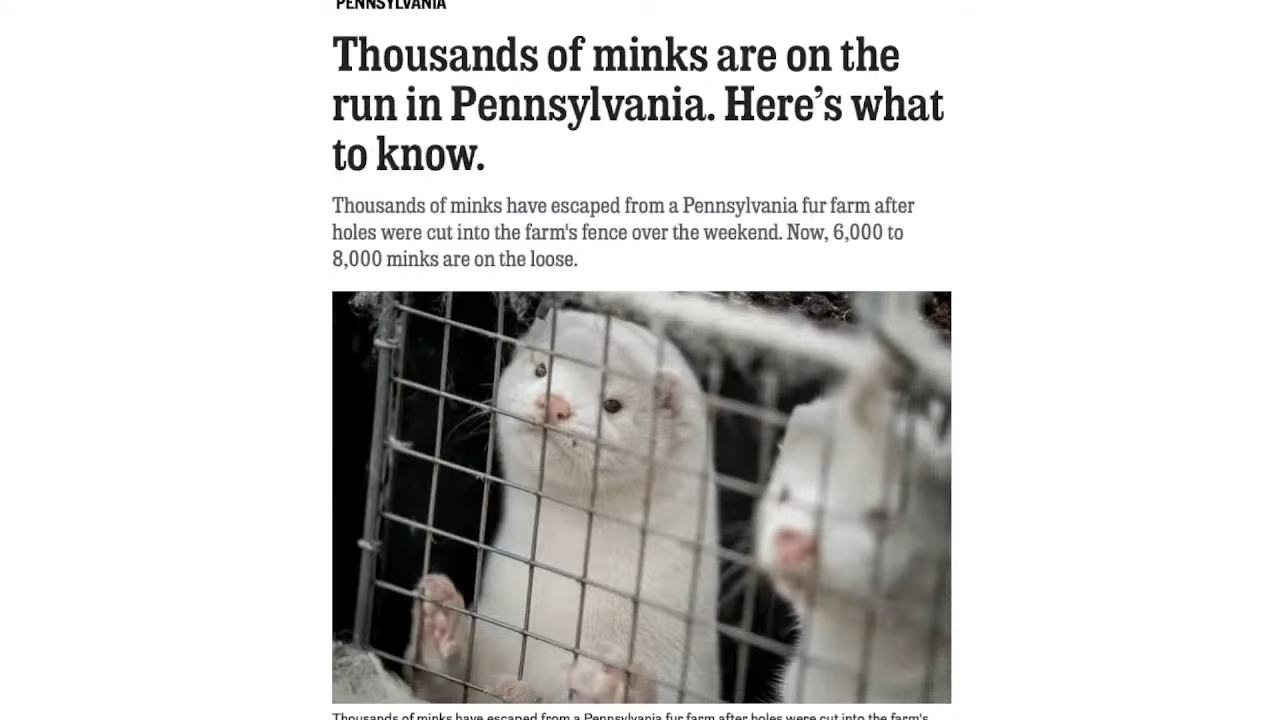 PENNSYLVANIA
Thousands of minks are on the
run in Pennsylvania. Here’s what
to know.
Thousands of minks have escaped from a Pennsylvania fur farm after
holes were cut into the farm's fence over the weekend. Now, 6,000 to
8,000 minks are on the loose.
Thousands of minks have escaped from a Pennsylvania fur farm after holes were cut into the farm's